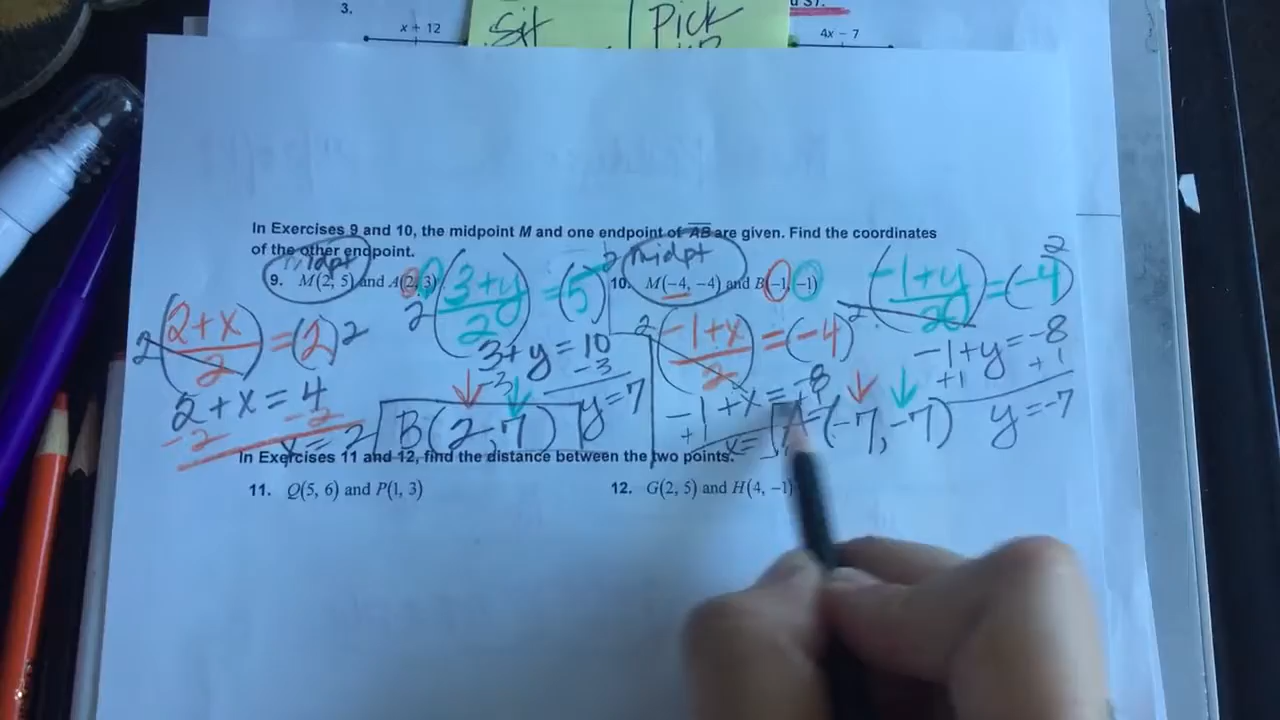 3.
x + 12
Sit
Pick
UP
4x − 7
In Exercises 9 and 10, the midpoint M and one endpoint of AB are given. Find the coordinates
of the other endpoint.
midpt
9. M(2, 5) and A(2, 3)
2(2+x/2)=(2)2
2+x=4
-2 -2
x=2
2(3+y/2)=(5)2
3+y=10
-3 -3
y=7
B(2,7)
midpt
10. M(−4, −4) and B(−1, −1)
2(-1+x/2)=(-4)2
-1+x=-8
+1 +1
x=
2(-1+y/2)=(-4)2
-1+y=-8
+1 +1
y=-7
A=(-7,-7)
In Exercises 11 and 12, find the distance between the two points.
11. Q(5, 6) and P(1, 3)
12. G(2, 5) and H(4, −1)